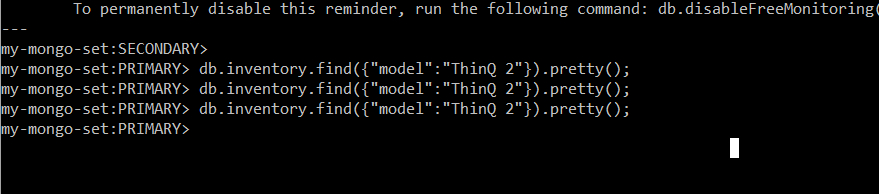 To permanently disable this reminder, run the following command: db.disableFreeMonitoring(
---
my-mongo-set:SECONDARY>
my-mongo-set:PRIMARY> db.inventory.find({"model":"ThinQ 2"}).pretty();
my-mongo-set:PRIMARY> db.inventory.find({"model":"ThinQ 2"}).pretty();
my-mongo-set:PRIMARY> db.inventory.find({"model":"ThinQ 2"}).pretty();
my-mongo-set:PRIMARY>